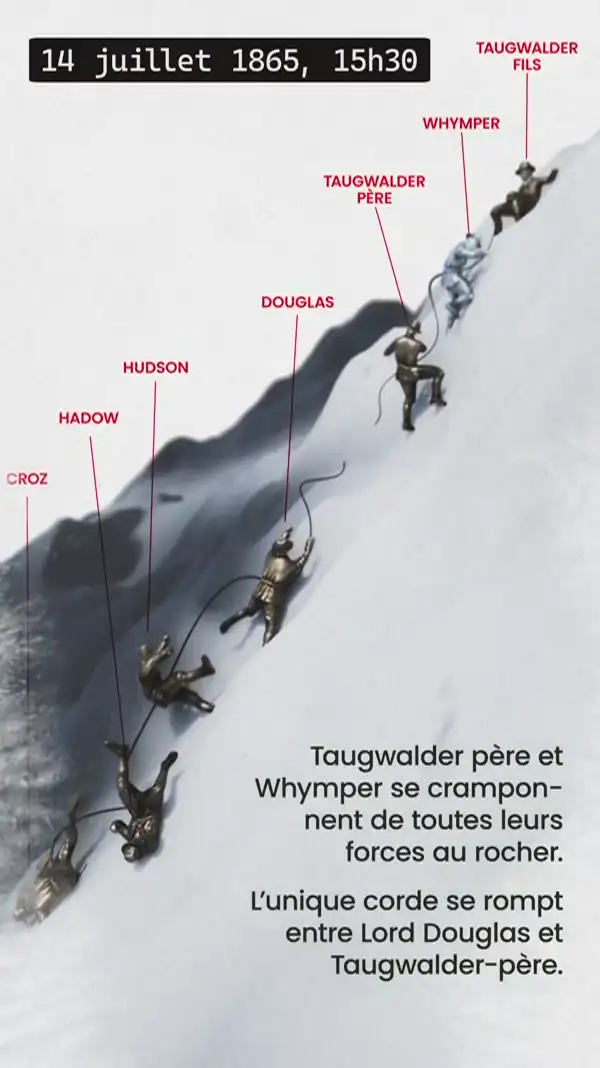 14 juillet 1865, 15h30
TAUGWALDER
FILS
WHYMPER
TAUGWALDER
PÈRE
DOUGLAS
HUDSON
HADOW
CROZ
Taugwalder père et
Whymper se crampon-
nent de toutes leurs
forces au rocher.
L’unique corde se rompt
entre Lord Douglas et
Taugwalder-père.